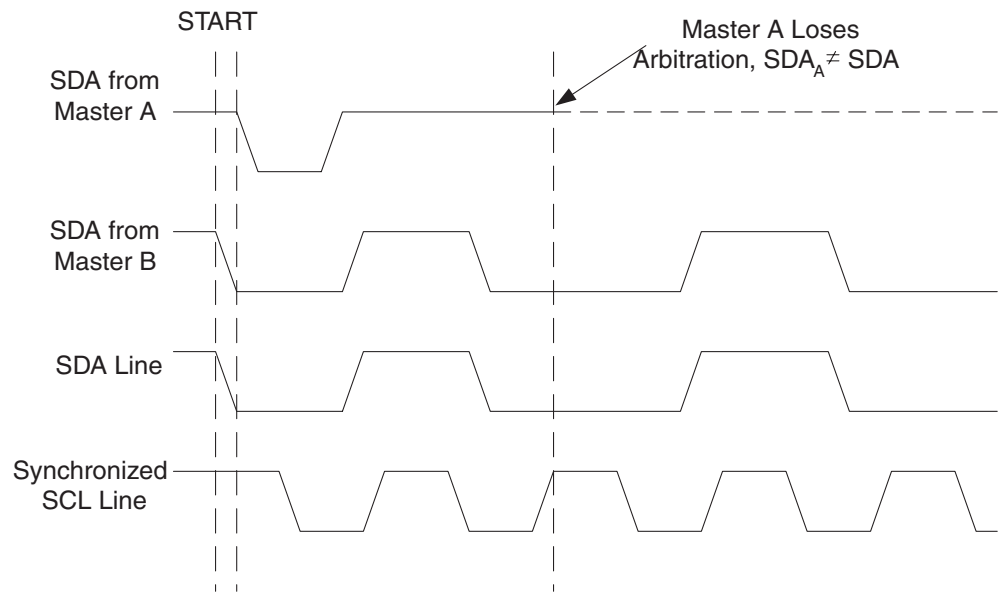 START
Master A Loses
Arbitration, SDA_A ≠ SDA
SDA from
Master A
SDA from
Master B
SDA Line
Synchronized
SCL Line